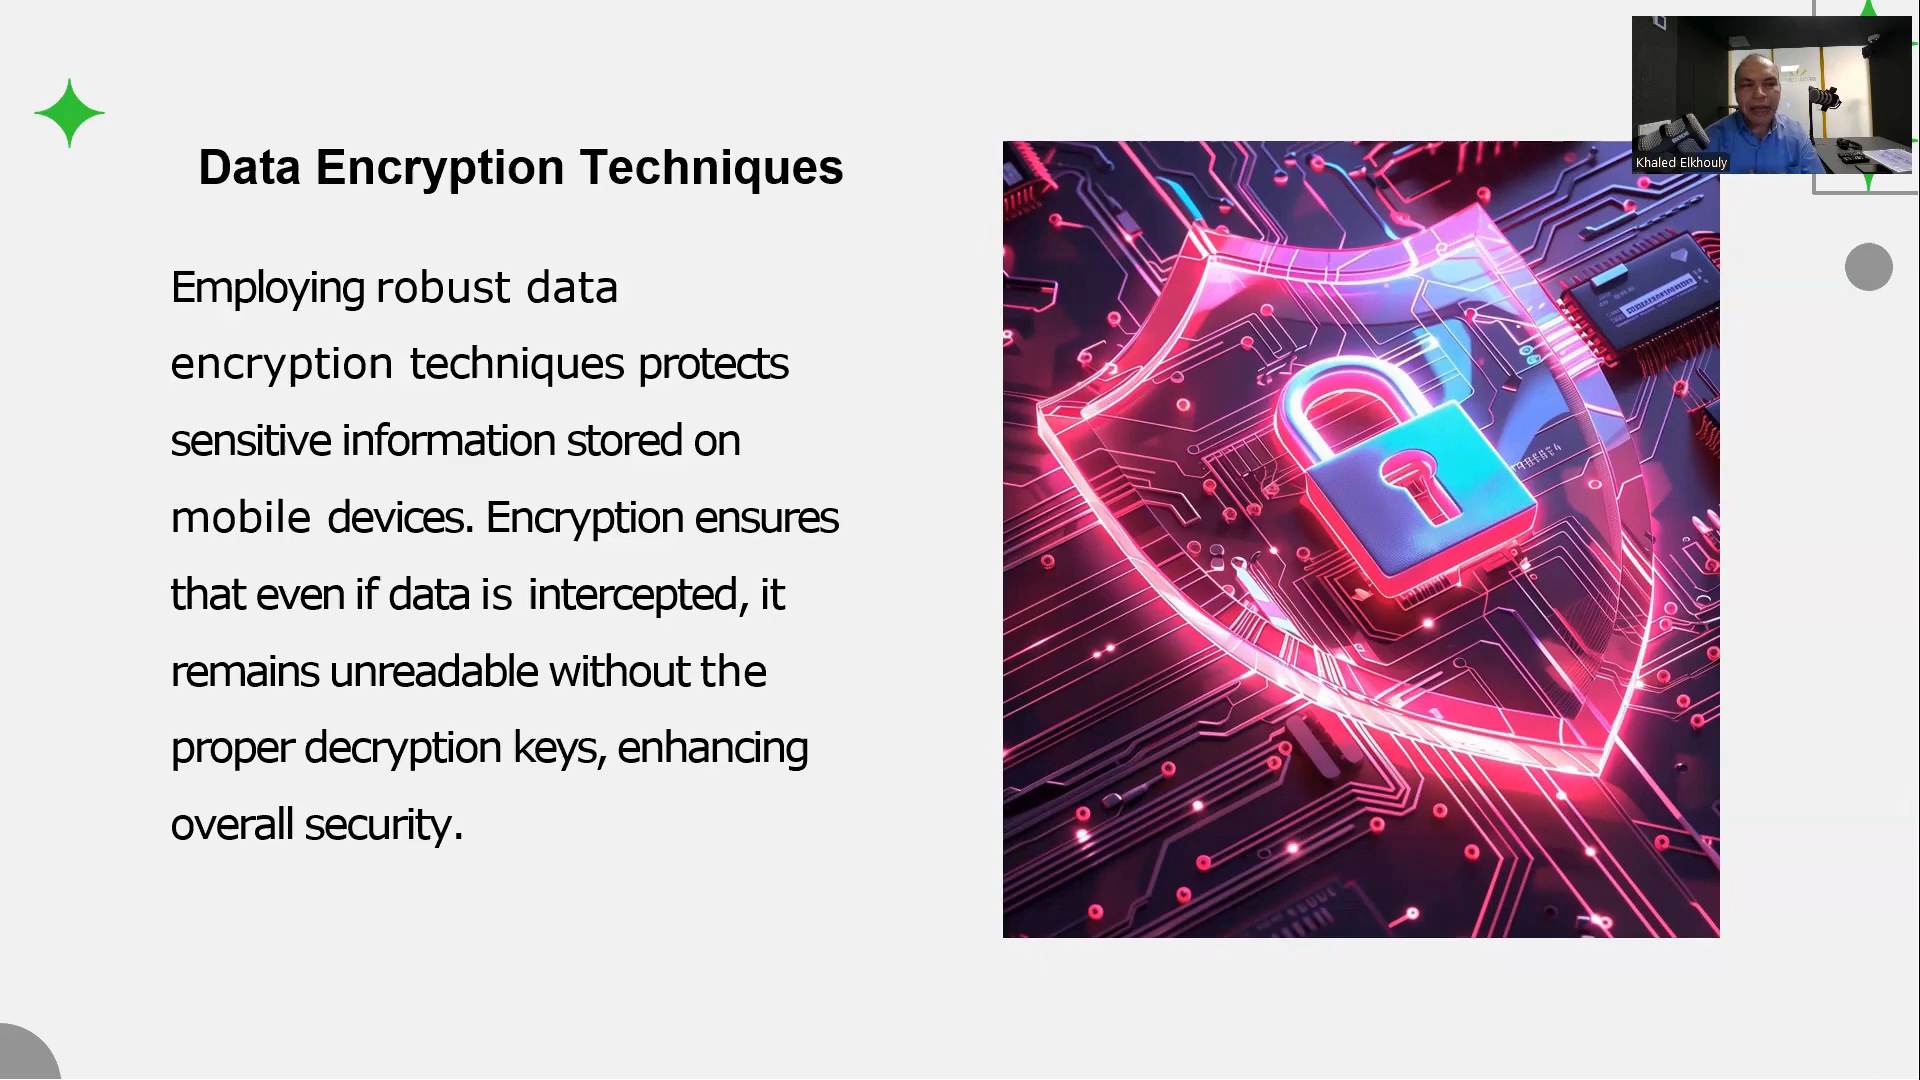 Data Encryption Techniques
Employing robust data
encryption techniques protects
sensitive information stored on
mobile devices. Encryption ensures
that even if data is intercepted, it
remains unreadable without the
proper decryption keys, enhancing
overall security.
Khaled Elkhouly